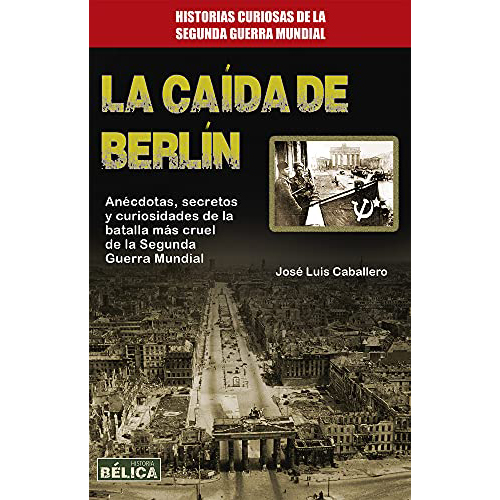 HISTORIAS CURIOSAS DE LA
SEGUNDA GUERRA MUNDIAL
LA CAÍDA DE
BERLÍN
Anécdotas, secretos
y curiosidades de la
batalla más cruel
de la Segunda
Guerra Mundial
José Luis Caballero
HISTORIA
BÉLICA